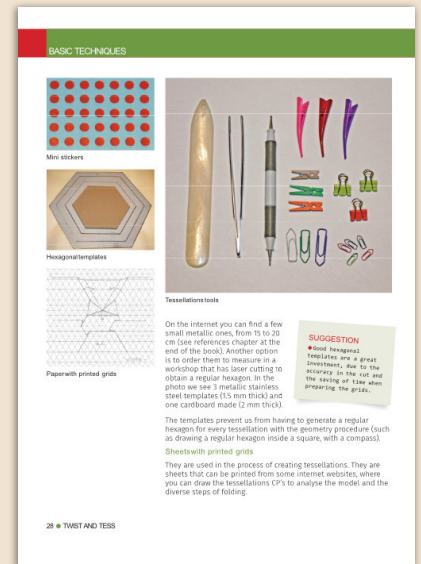 BASIC TECHNIQUES
Mini stickers
Hexagonal templates
Paper with printed grids
Tessellations tools
On the internet you can find a few
small metallic ones, from 15 to 20
cm (see references chapter at the
end of the book). Another option
is to order them to measure in a
workshop that has laser cutting to
obtain a regular hexagon. In the
photo we see 3 metallic stainless
steel templates (1.5 mm thick) and
one cardboard made (2 mm thick).
SUGGESTION
●Good hexagonal
templates are a great
investment, due to the
accuracy in the cut and
the saving of time when
preparing the grids.
The templates prevent us from having to generate a regular
hexagon for every tessellation with the geometry procedure (such
as drawing a regular hexagon inside a square, with a compass).
Sheets with printed grids
They are used in the process of creating tessellations. They are
sheets that can be printed from some internet websites, where
you can draw the tessellations CP's to analyse the model and the
diverse steps of folding.
28 ● TWIST AND TESS